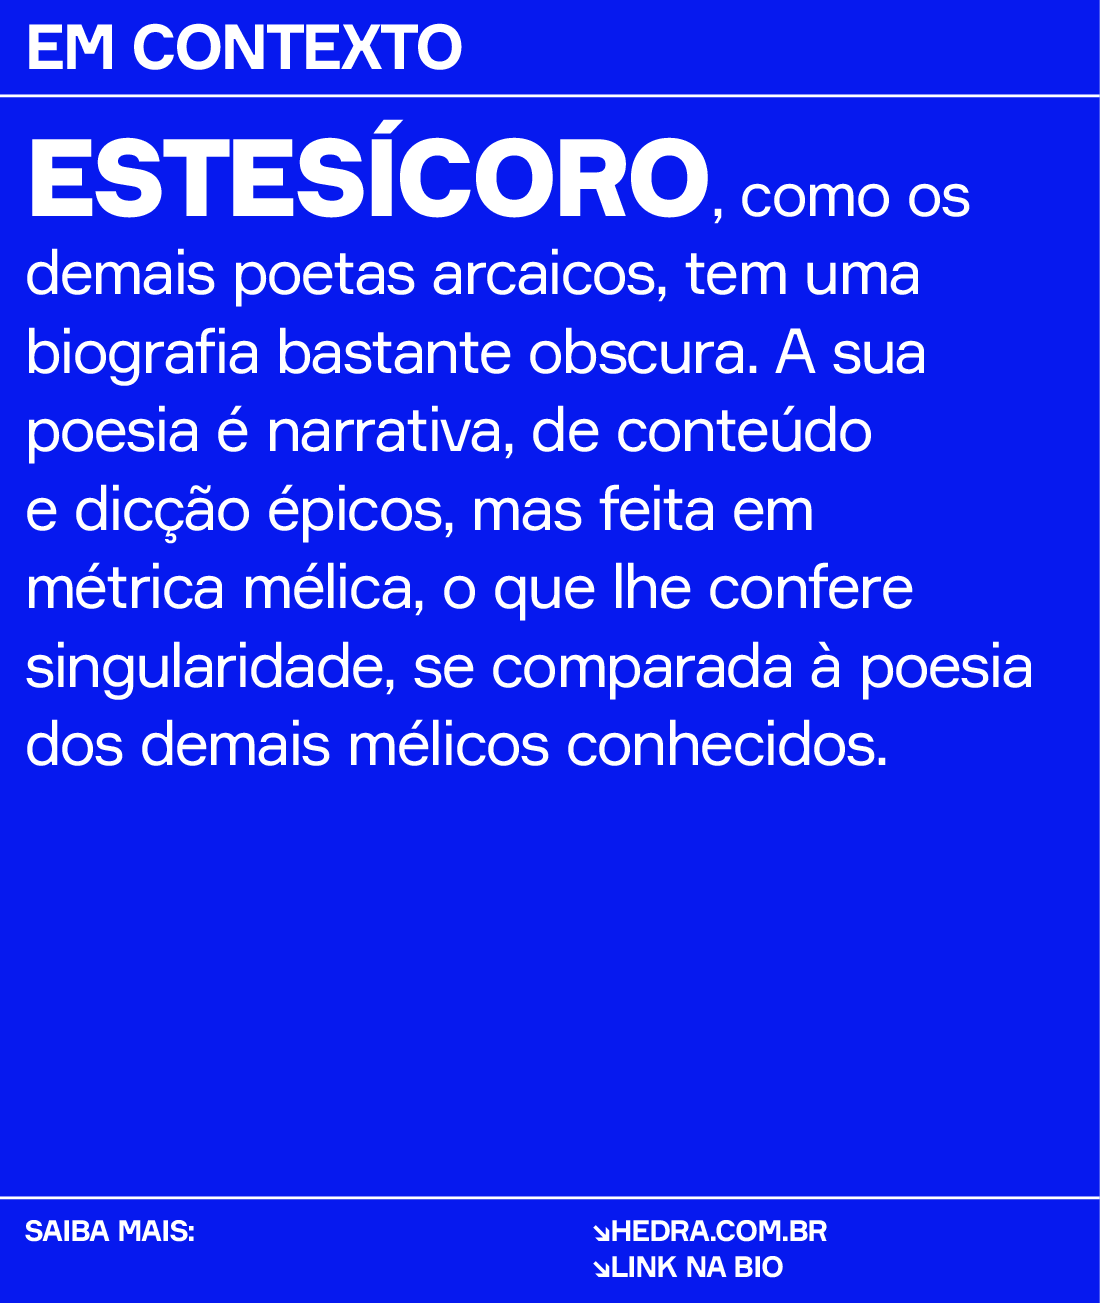 EM CONTEXTO
ESTESÍCORO, como os
demais poetas arcaicos, tem uma
biografia bastante obscura. A sua
poesia é narrativa, de conteúdo
e dicção épicos, mas feita em
métrica mélica, o que lhe confere
singularidade, se comparada à poesia
dos demais mélicos conhecidos.
SAIBA MAIS:
↘HEDRA.COM.BR
↘LINK NA BIO